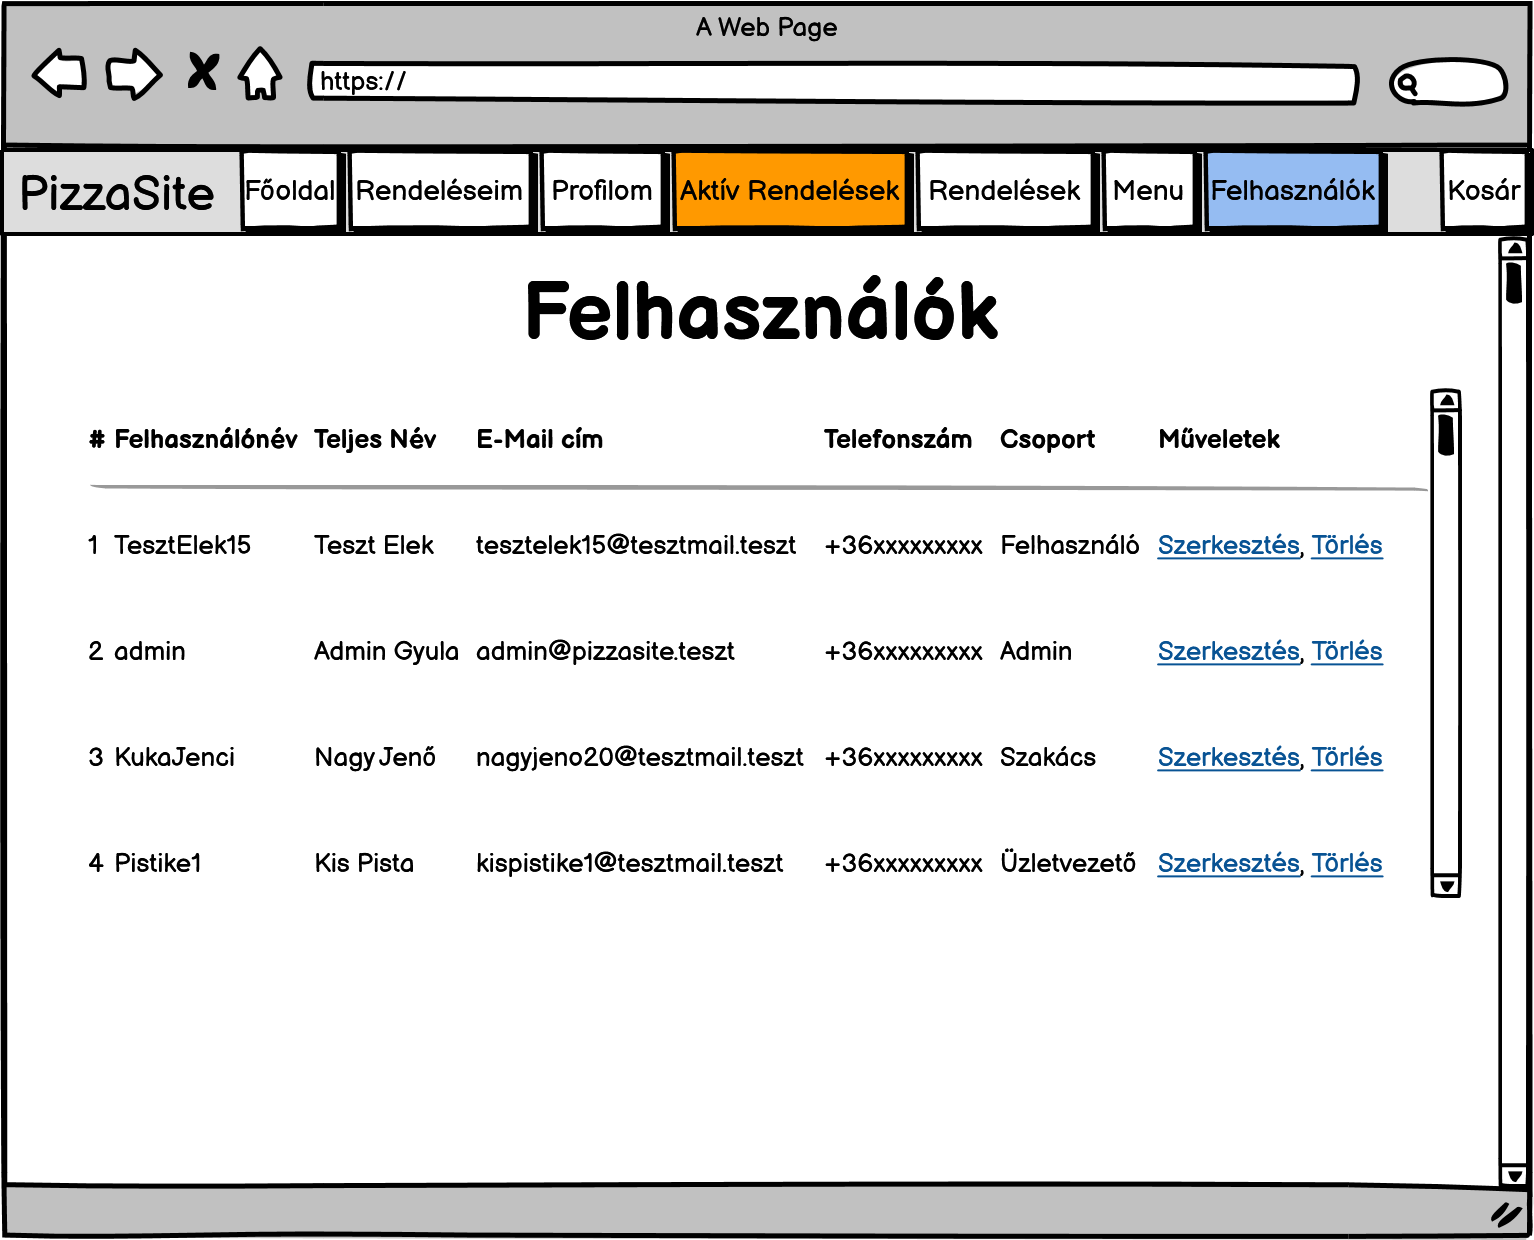 A Web Page
https://
PizzaSite Főoldal Rendeléseim Profilom Aktív Rendelések Rendelések Menu Felhasználók Kosár
Felhasználók
# Felhasználónév Teljes Név E-Mail cím Telefonszám Csoport Műveletek
1 TesztElek15 Teszt Elek tesztelek15@tesztmail.teszt +36xxxxxxxxx Felhasználó Szerkesztés, Törlés
2 admin Admin Gyula admin@pizzasite.teszt +36xxxxxxxxx Admin Szerkesztés, Törlés
3 KukaJenci Nagy Jenő nagyjeno20@tesztmail.teszt +36xxxxxxxxx Szakács Szerkesztés, Törlés
4 Pistike1 Kis Pista kispistike1@tesztmail.teszt +36xxxxxxxxx Üzletvezető Szerkesztés, Törlés